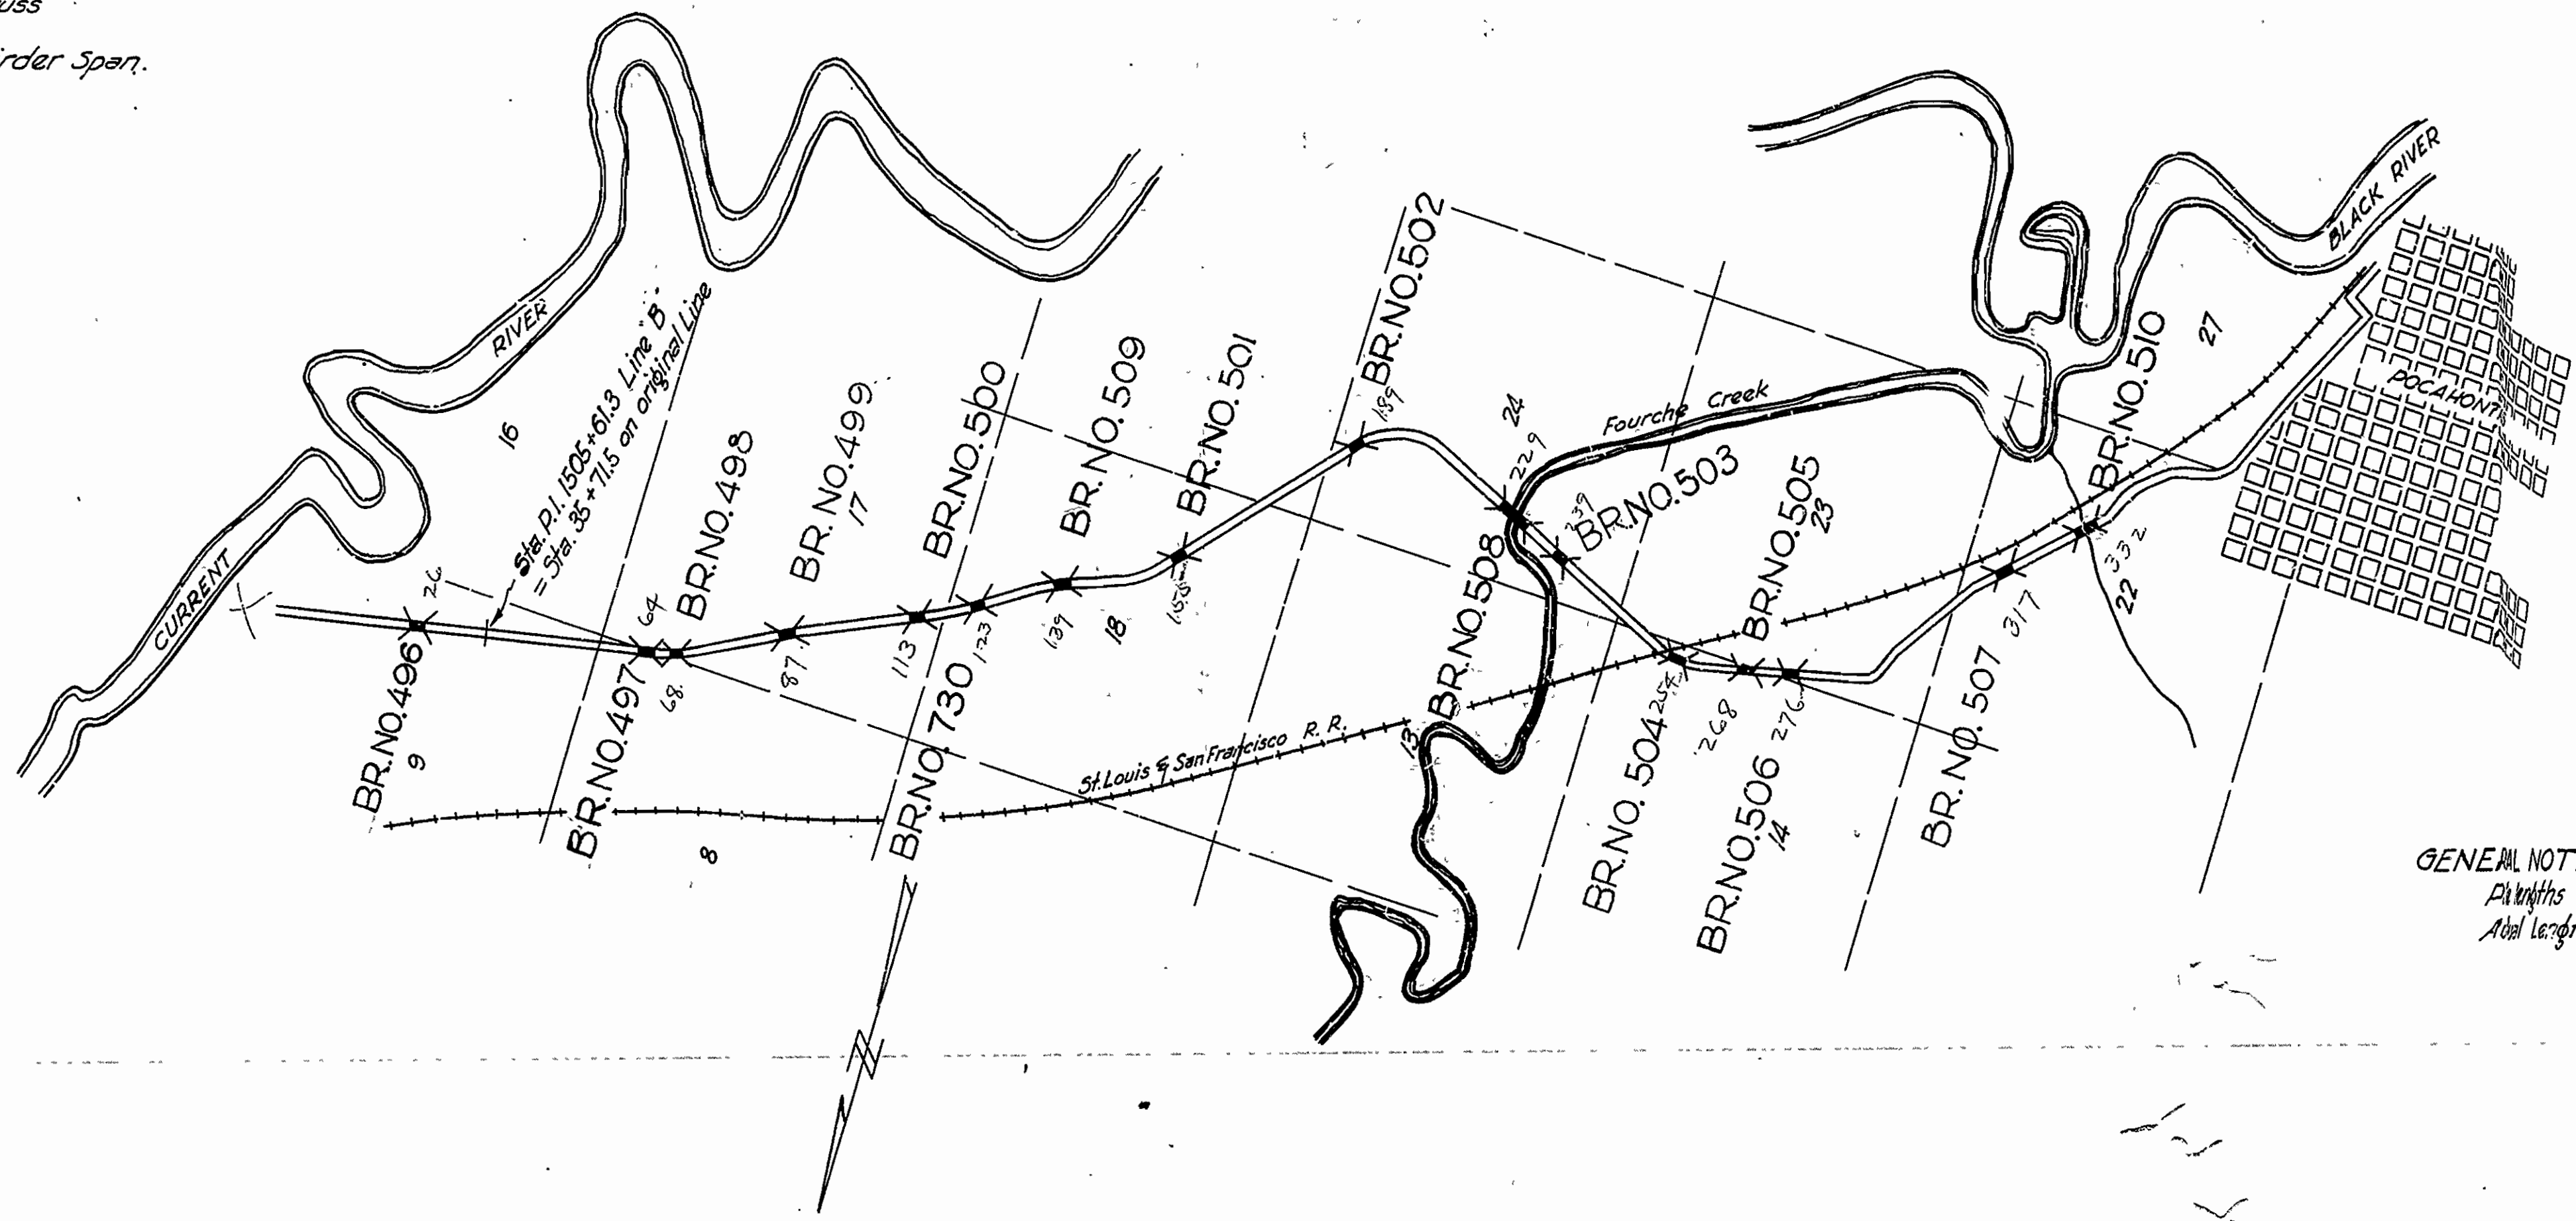 Girder Span.
CURRENT
RIVER
16
Sta. P.I. 1505+61.3 Line "B"
= Sta. 35+71.5 on original Line
26
64
68
BR.NO.496
9
BR.NO.497
BR.NO.498
87
BR.NO.499
17
113
BR.NO.500
BR.NO.730
123
BR.NO.509
139
18
BR.NO.501
155
8
St. Louis & San Francisco R. R.
BR.NO.502
189
24
229
Fourche Creek
239
BR.NO.503
BR.NO.508
13
BR.NO.505
23
BR.NO.504
254
268
BR.NO.506
276
14
BR.NO.507
317
BR.NO.510
332
22
27
BLACK RIVER
GENERAL